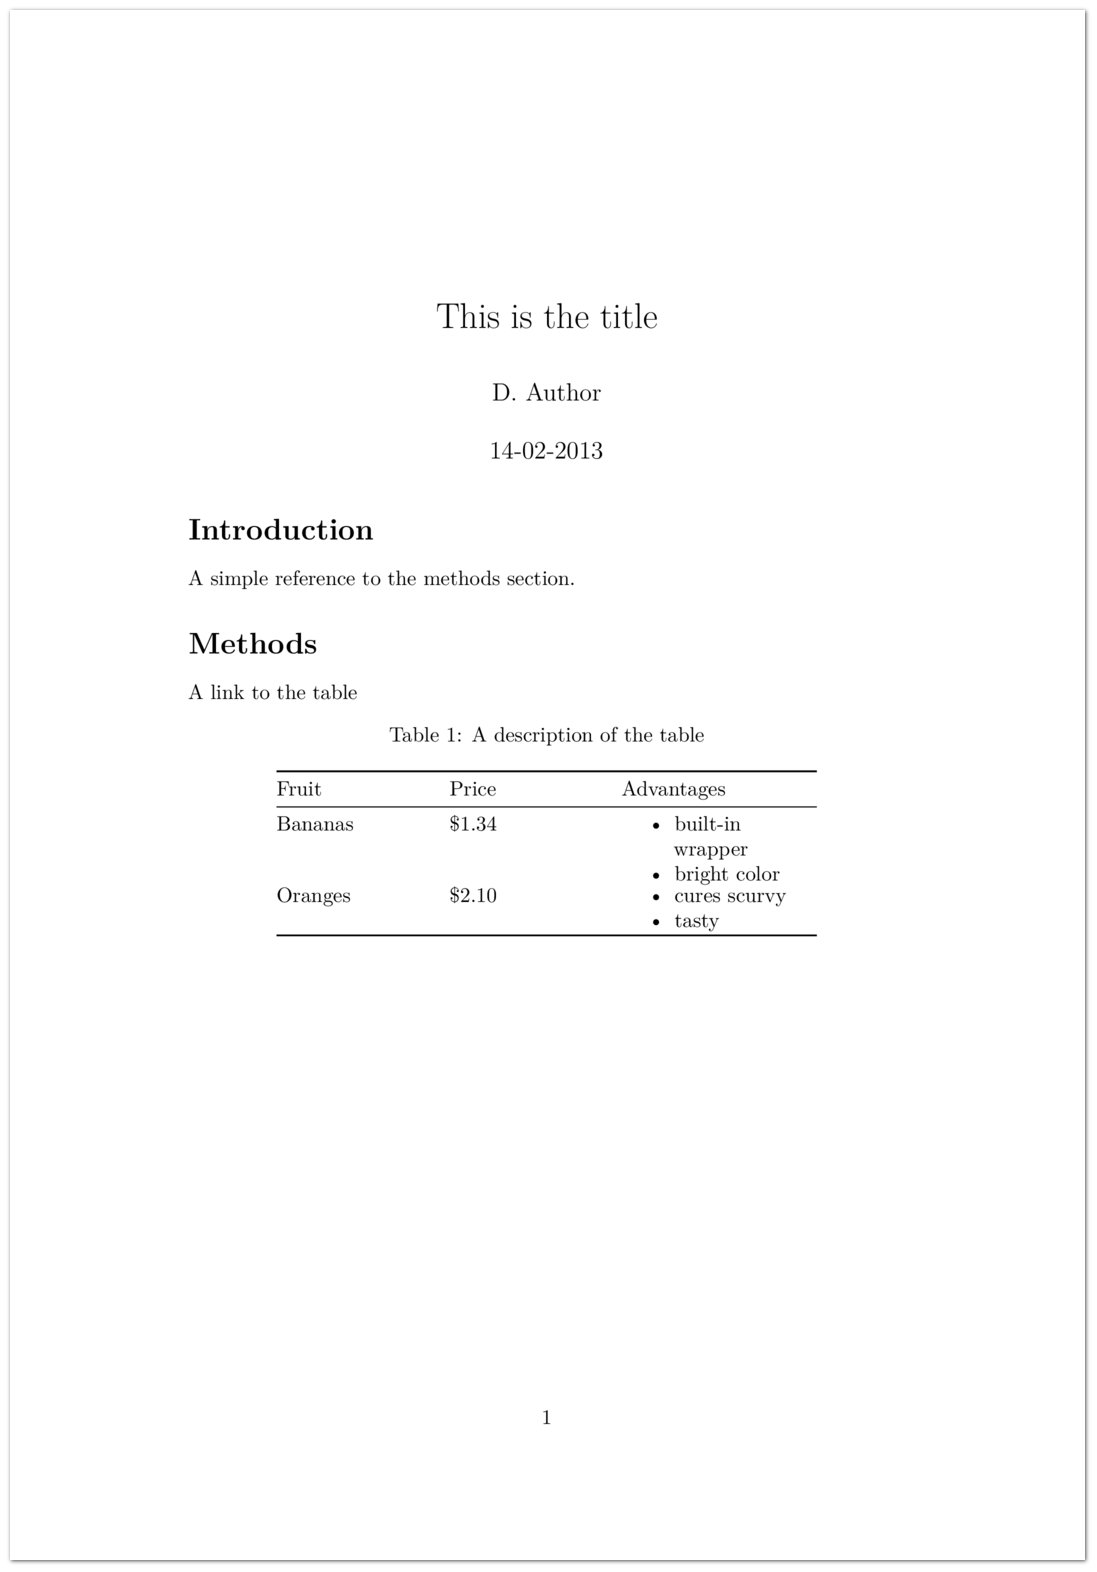 This is the title
D. Author
14-02-2013
Introduction
A simple reference to the methods section.
Methods
A link to the table
Table 1: A description of the table
Fruit Price Advantages
Bananas $1.34 • built-in
wrapper
• bright color
Oranges $2.10 • cures scurvy
• tasty
1